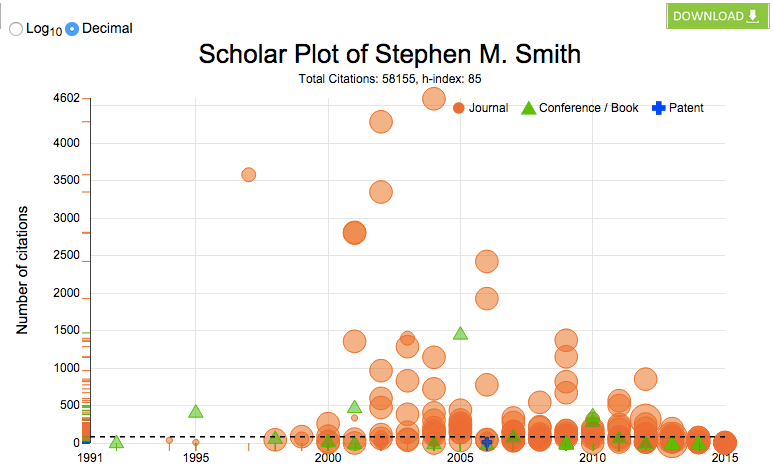 DOWNLOAD
Log10 Decimal
Scholar Plot of Stephen M. Smith
Total Citations: 58155, h-index: 85
Journal Conference / Book Patent
Number of citations
4602
4000
3500
3000
2500
2000
1500
1000
500
0
1991 1995 2000 2005 2010 2015